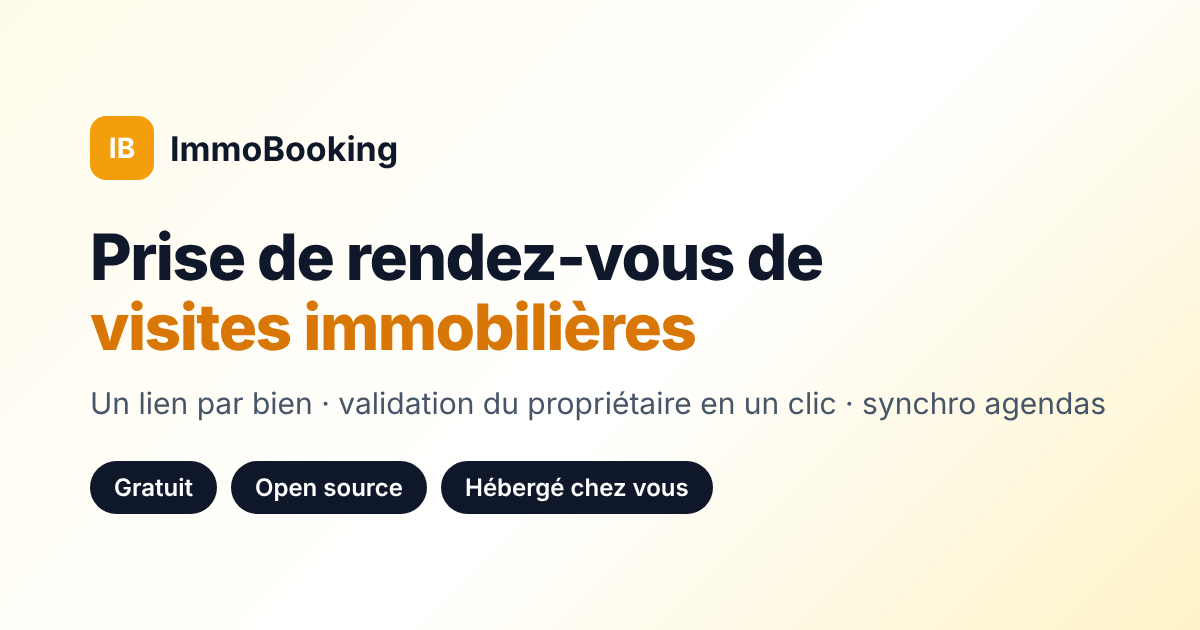 IB
ImmoBooking
Prise de rendez-vous de
visites immobilières
Un lien par bien · validation du propriétaire en un clic · synchro agendas
Gratuit
Open source
Hébergé chez vous